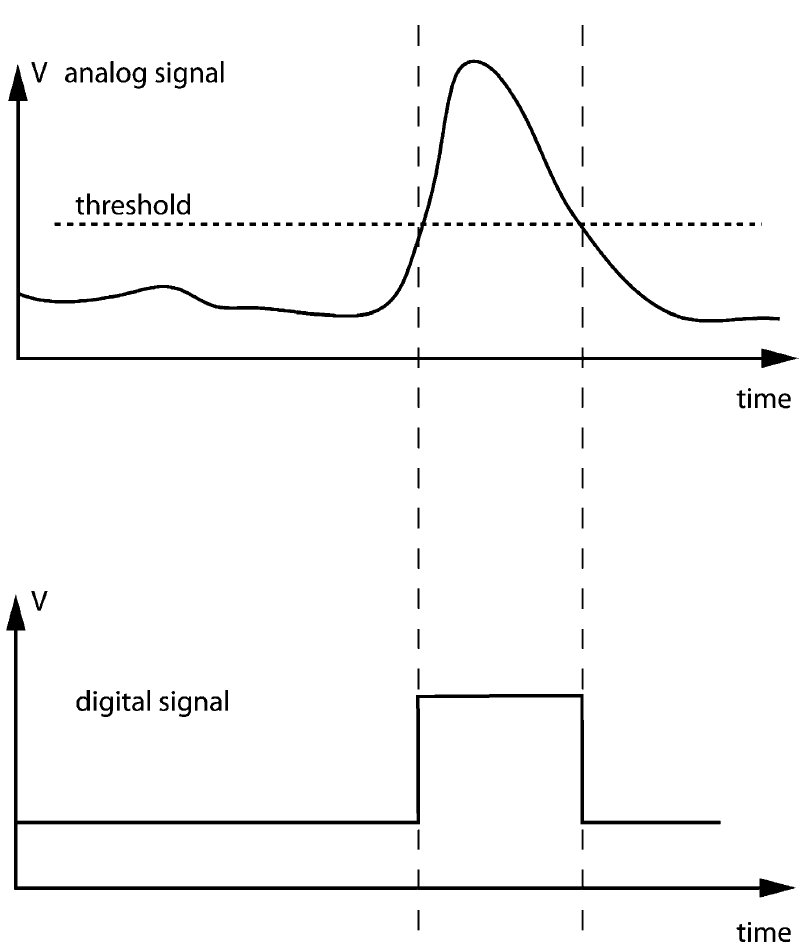 V analog signal
threshold
time
V
digital signal
time